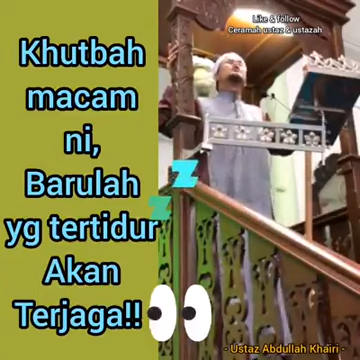 Khutbah
macam
ni,
Barulah
yg tertidur
Akan
Terjaga!!
Like & follow
Ceramah ustaz & ustazah
Z
Z
- Ustaz Abdullah Khairi -